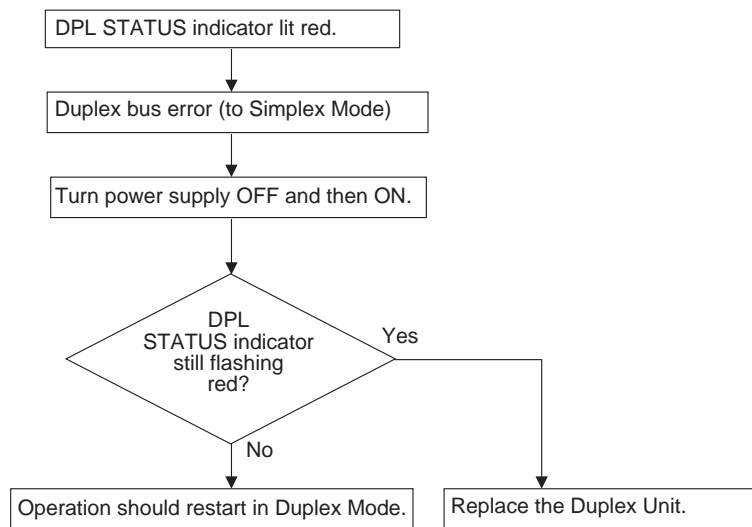 DPL STATUS indicator lit red.
Duplex bus error (to Simplex Mode)
Turn power supply OFF and then ON.
DPL
STATUS indicator
still flashing
red?
Yes
No
Operation should restart in Duplex Mode.
Replace the Duplex Unit.